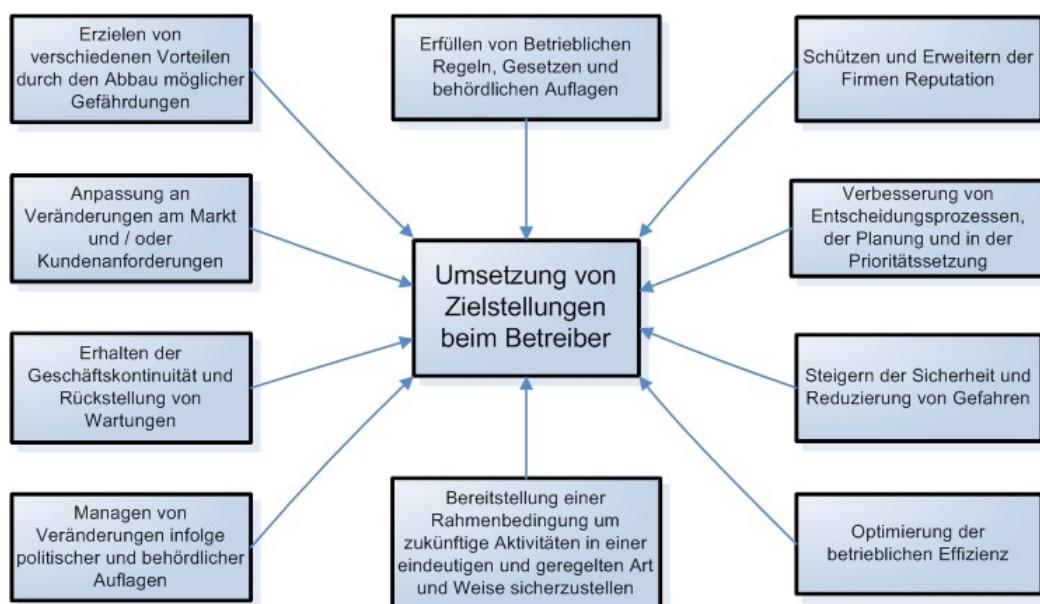 Erzielen von
verschiedenen Vorteilen
durch den Abbau möglicher
Gefährdungen
Erfüllen von Betrieblichen
Regeln, Gesetzen und
behördlichen Auflagen
Schützen und Erweitern der
Firmen Reputation
Anpassung an
Veränderungen am Markt
und / oder
Kundenanforderungen
Verbesserung von
Entscheidungsprozessen,
der Planung und in der
Prioritätssetzung
Umsetzung von
Zielstellungen
beim Betreiber
Erhalten der
Geschäftskontinuität und
Rückstellung von
Wartungen
Steigern der Sicherheit und
Reduzierung von Gefahren
Managen von
Veränderungen infolge
politischer und behördlicher
Auflagen
Bereitstellung einer
Rahmenbedingung um
zukünftige Aktivitäten in einer
eindeutigen und geregelten Art
und Weise sicherzustellen
Optimierung der
betrieblichen Effizienz